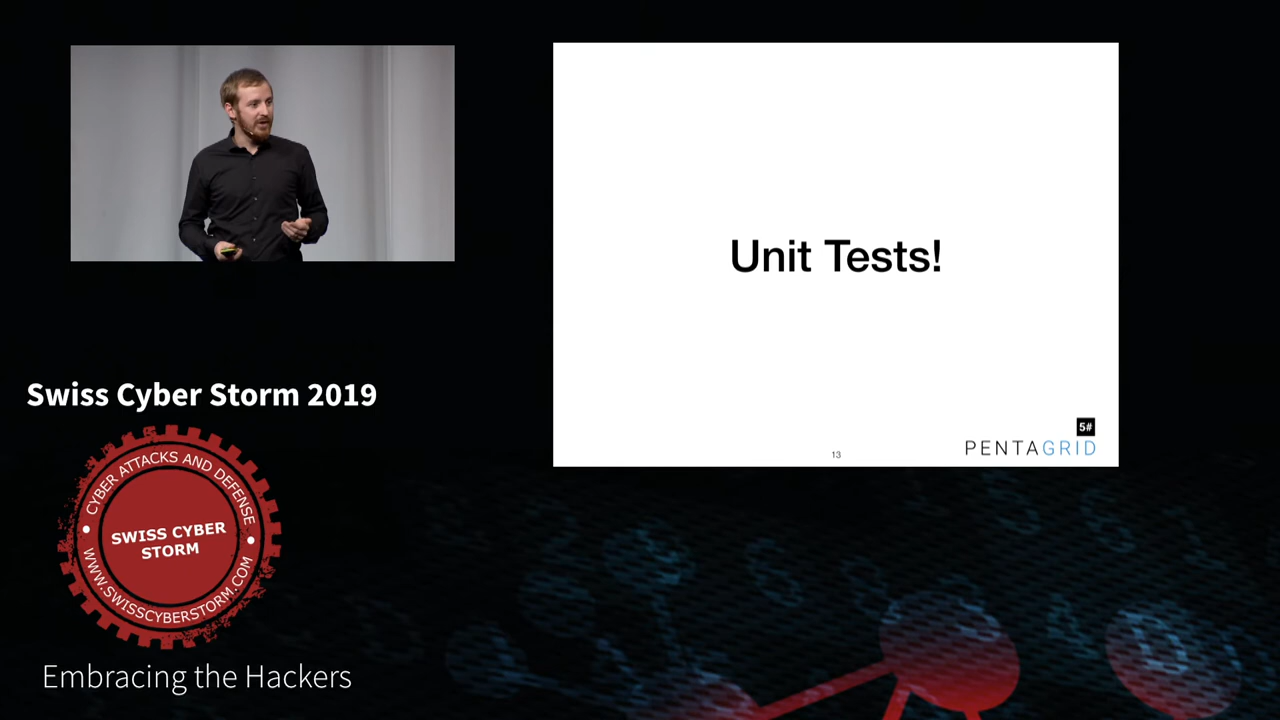 Unit Tests!
5#
PENTAGRID
13
Swiss Cyber Storm 2019
CYBER ATTACKS AND DEFENSE
SWISS CYBER
STORM
WWW.SWISSCYBERSTORM.COM
Embracing the Hackers